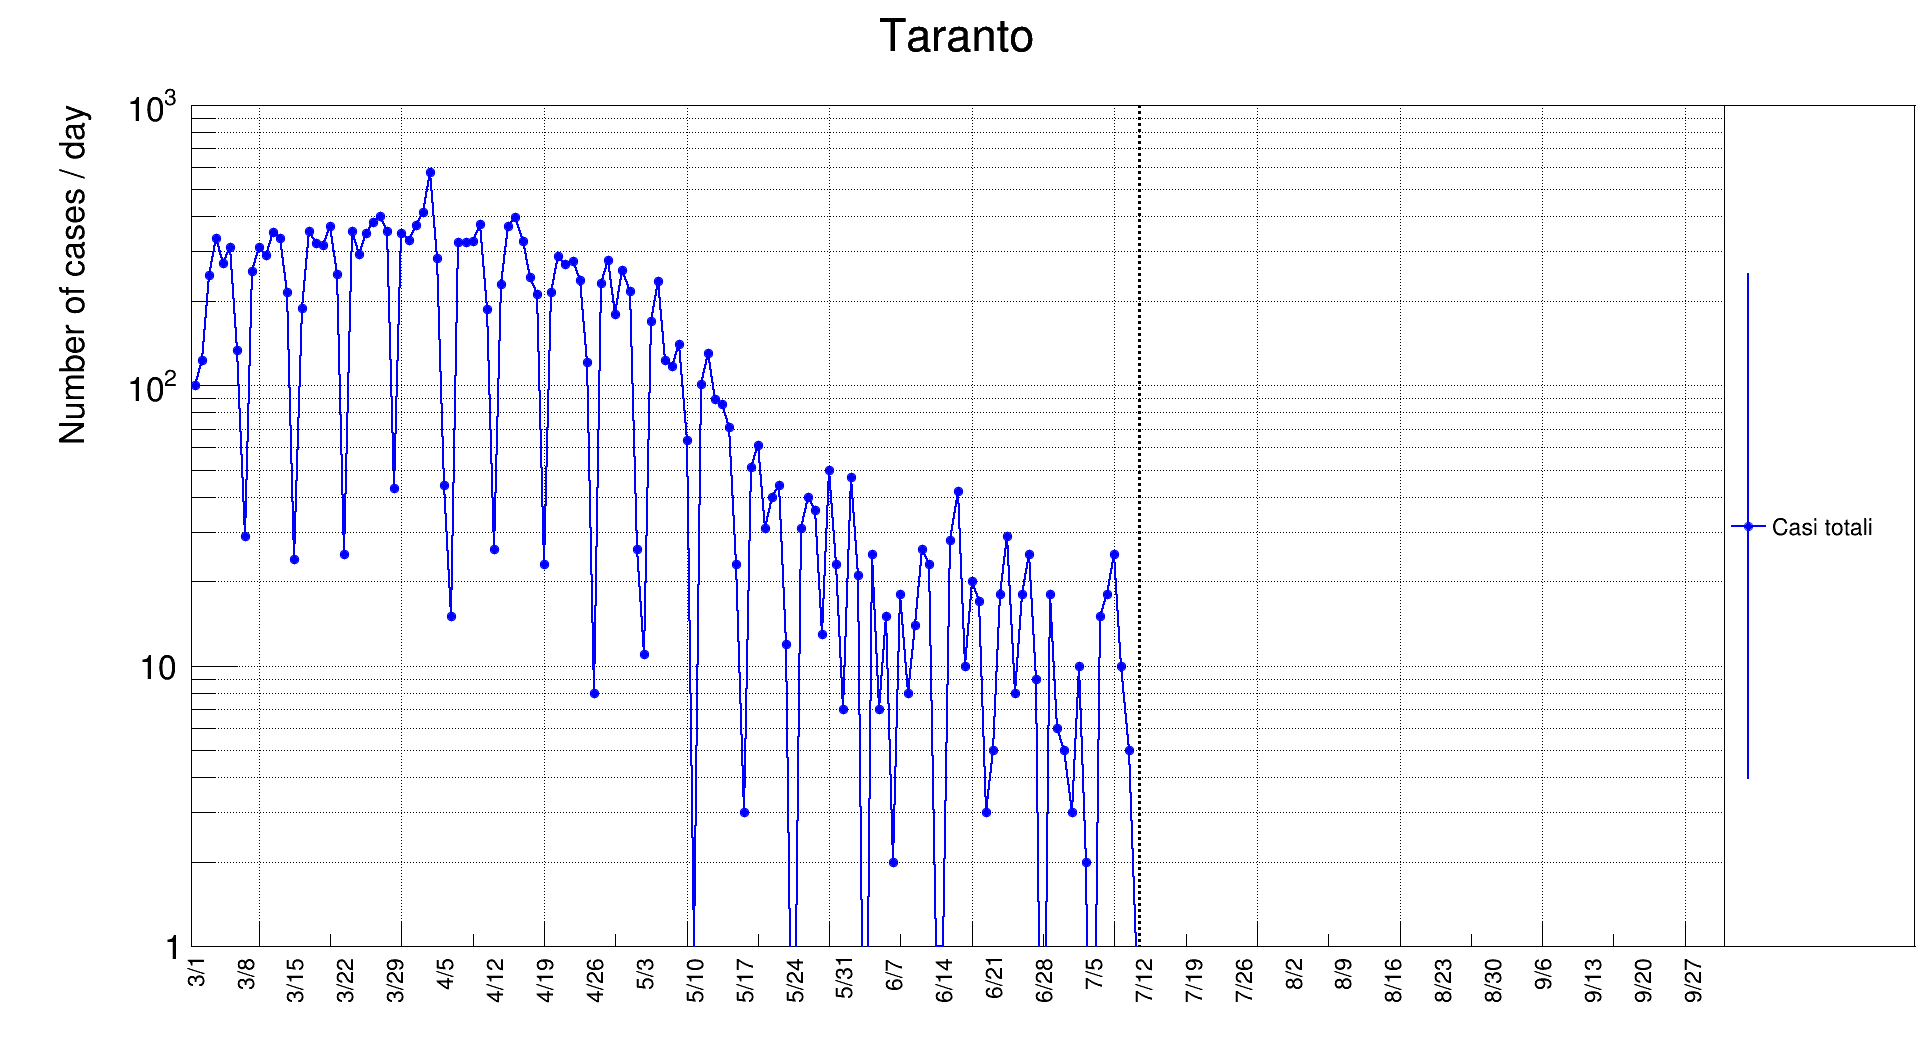 Taranto
Number of cases / day
10³
10²
10
1
3/1 3/8 3/15 3/22 3/29 4/5 4/12 4/19 4/26 5/3 5/10 5/17 5/24 5/31 6/7 6/14 6/21 6/28 7/5 7/12 7/19 7/26 8/2 8/9 8/16 8/23 8/30 9/6 9/13 9/20 9/27
Casi totali